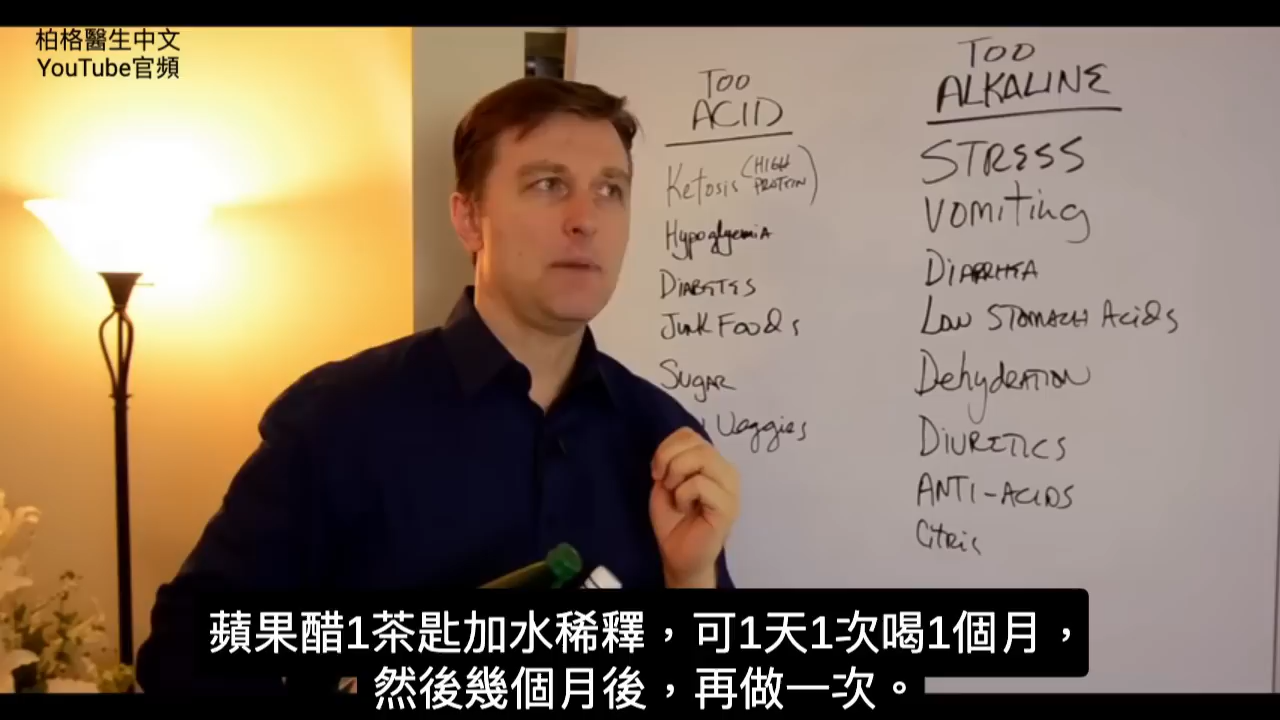 柏格醫生中文
YouTube官頻
TOO
ACID
Ketosis (HIGH
PROTEIN)
Hypoglyemia
DIABETES
JUNK FOODS
SUGAR
Veggies
TOO
ALKALINE
STRESS
VOMITING
DIARRHEA
LOW STOMACH ACIDS
DEHYDRATION
DIURETICS
ANTI-ACIDS
Citric
蘋果醋1茶匙加水稀釋，可1天1次喝1個月，
然後幾個月後，再做一次。